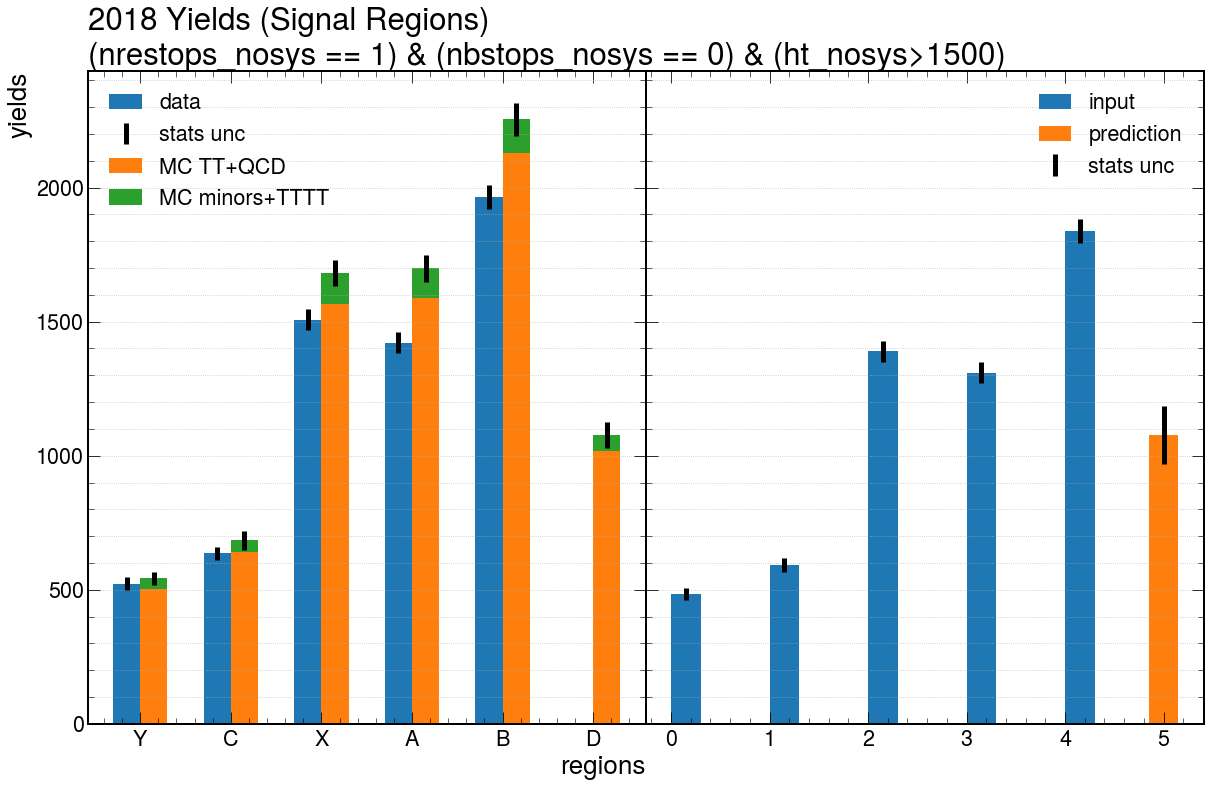 2018 Yields (Signal Regions)
(nrestops_nosys == 1) & (nbstops_nosys == 0) & (ht_nosys>1500)
yields
data
stats unc
MC TT+QCD
MC minors+TTTT
input
prediction
stats unc
2000
1500
1000
500
0
Y C X A B D
0 1 2 3 4 5
regions